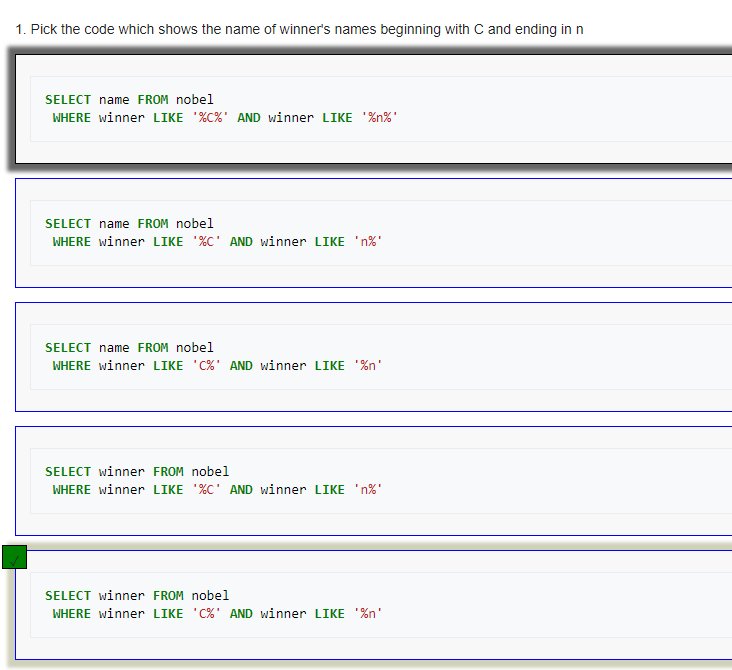 1. Pick the code which shows the name of winner's names beginning with C and ending in n
SELECT name FROM nobel
WHERE winner LIKE '%C%' AND winner LIKE '%n%'
SELECT name FROM nobel
WHERE winner LIKE '%C' AND winner LIKE 'n%'
SELECT name FROM nobel
WHERE winner LIKE 'C%' AND winner LIKE '%n'
SELECT winner FROM nobel
WHERE winner LIKE '%C' AND winner LIKE 'n%'
SELECT winner FROM nobel
WHERE winner LIKE 'C%' AND winner LIKE '%n'